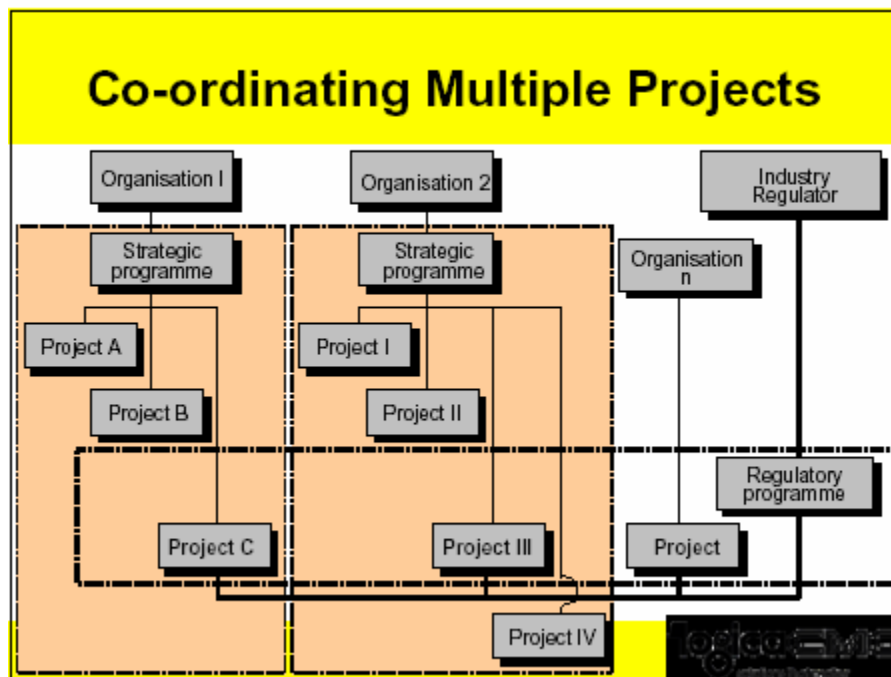 Co-ordinating Multiple Projects
Organisation I
Organisation 2
Industry
Regulator
Strategic
programme
Strategic
programme
Organisation
n
Project A
Project I
Project B
Project II
Regulatory
programme
Project C
Project III
Project
Project IV
logicaCMG